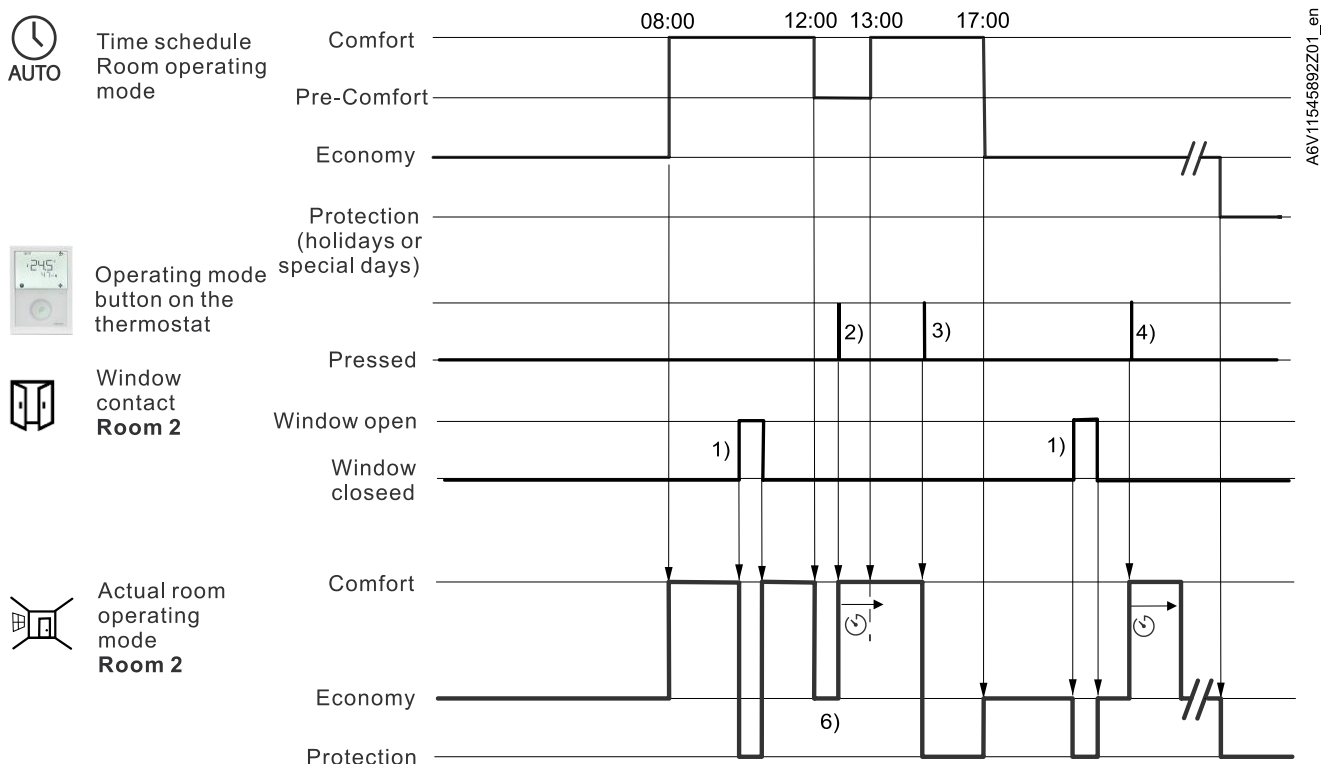 08:00
12:00
13:00
17:00
AUTO
Time schedule
Room operating
mode
Comfort
Pre-Comfort
Economy
Protection
(holidays or
special days)
Operating mode
button on the
thermostat
2)
3)
4)
Pressed
Window
contact
Room 2
Window open
1)
1)
Window
closeed
Actual room
operating
mode
Room 2
Comfort
Economy
6)
Protection
A6V11545892Z01_en